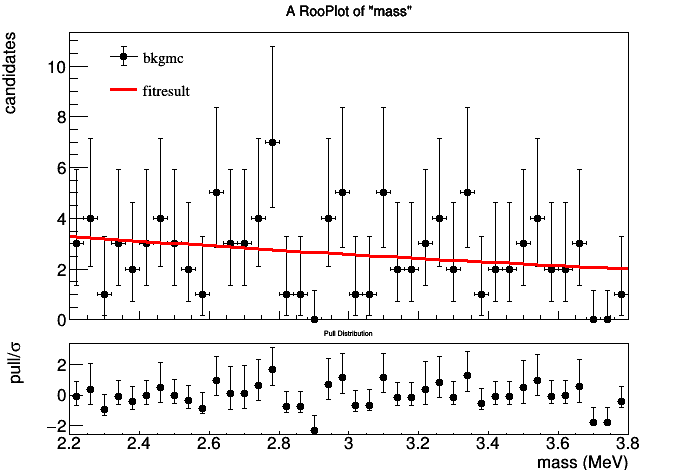 A RooPlot of "mass"
candidates
10
8
6
4
2
0
bkgmc
fitresult
Pull Distribution
pull/σ
2
0
−2
2.2 2.4 2.6 2.8 3 3.2 3.4 3.6 3.8
mass (MeV)